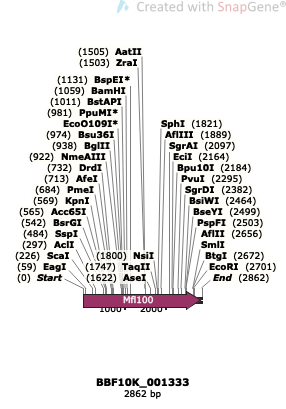 Created with SnapGene®
(1505) AatII
(1503) ZraI
(1131) BspEI*
(1059) BamHI
(1011) BstAPI
(981) PpuMI*
EcoO109I*
(974) Bsu36I
(938) BglII
(922) NmeAIII
(732) DrdI
(713) AfeI
(684) PmeI
(569) KpnI
(565) Acc65I
(542) BsrGI
(484) SspI
(297) AclI
(226) ScaI
(59) EagI
(0) Start
(1800) NsiI
(1747) TaqII
(1622) AseI
SphI (1821)
AflIII (1889)
SgrAI (2097)
EciI (2164)
Bpu10I (2184)
PvuI (2295)
SgrDI (2382)
BsiWI (2464)
BseYI (2499)
PspFI (2503)
AflII (2656)
SmlI
BtgI (2672)
EcoRI (2701)
End (2862)
Mfl100
1000
2000
BBF10K_001333
2862 bp